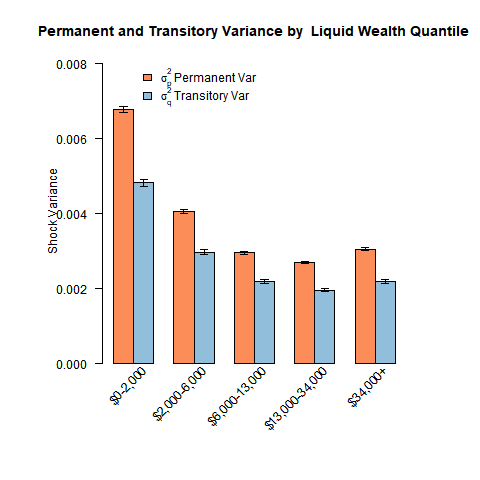 Permanent and Transitory Variance by  Liquid Wealth Quantile
σ²p Permanent Var
σ²q Transitory Var
Shock Variance
0.008
0.006
0.004
0.002
0.000
$0-2,000
$2,000-6,000
$6,000-13,000
$13,000-34,000
$34,000+